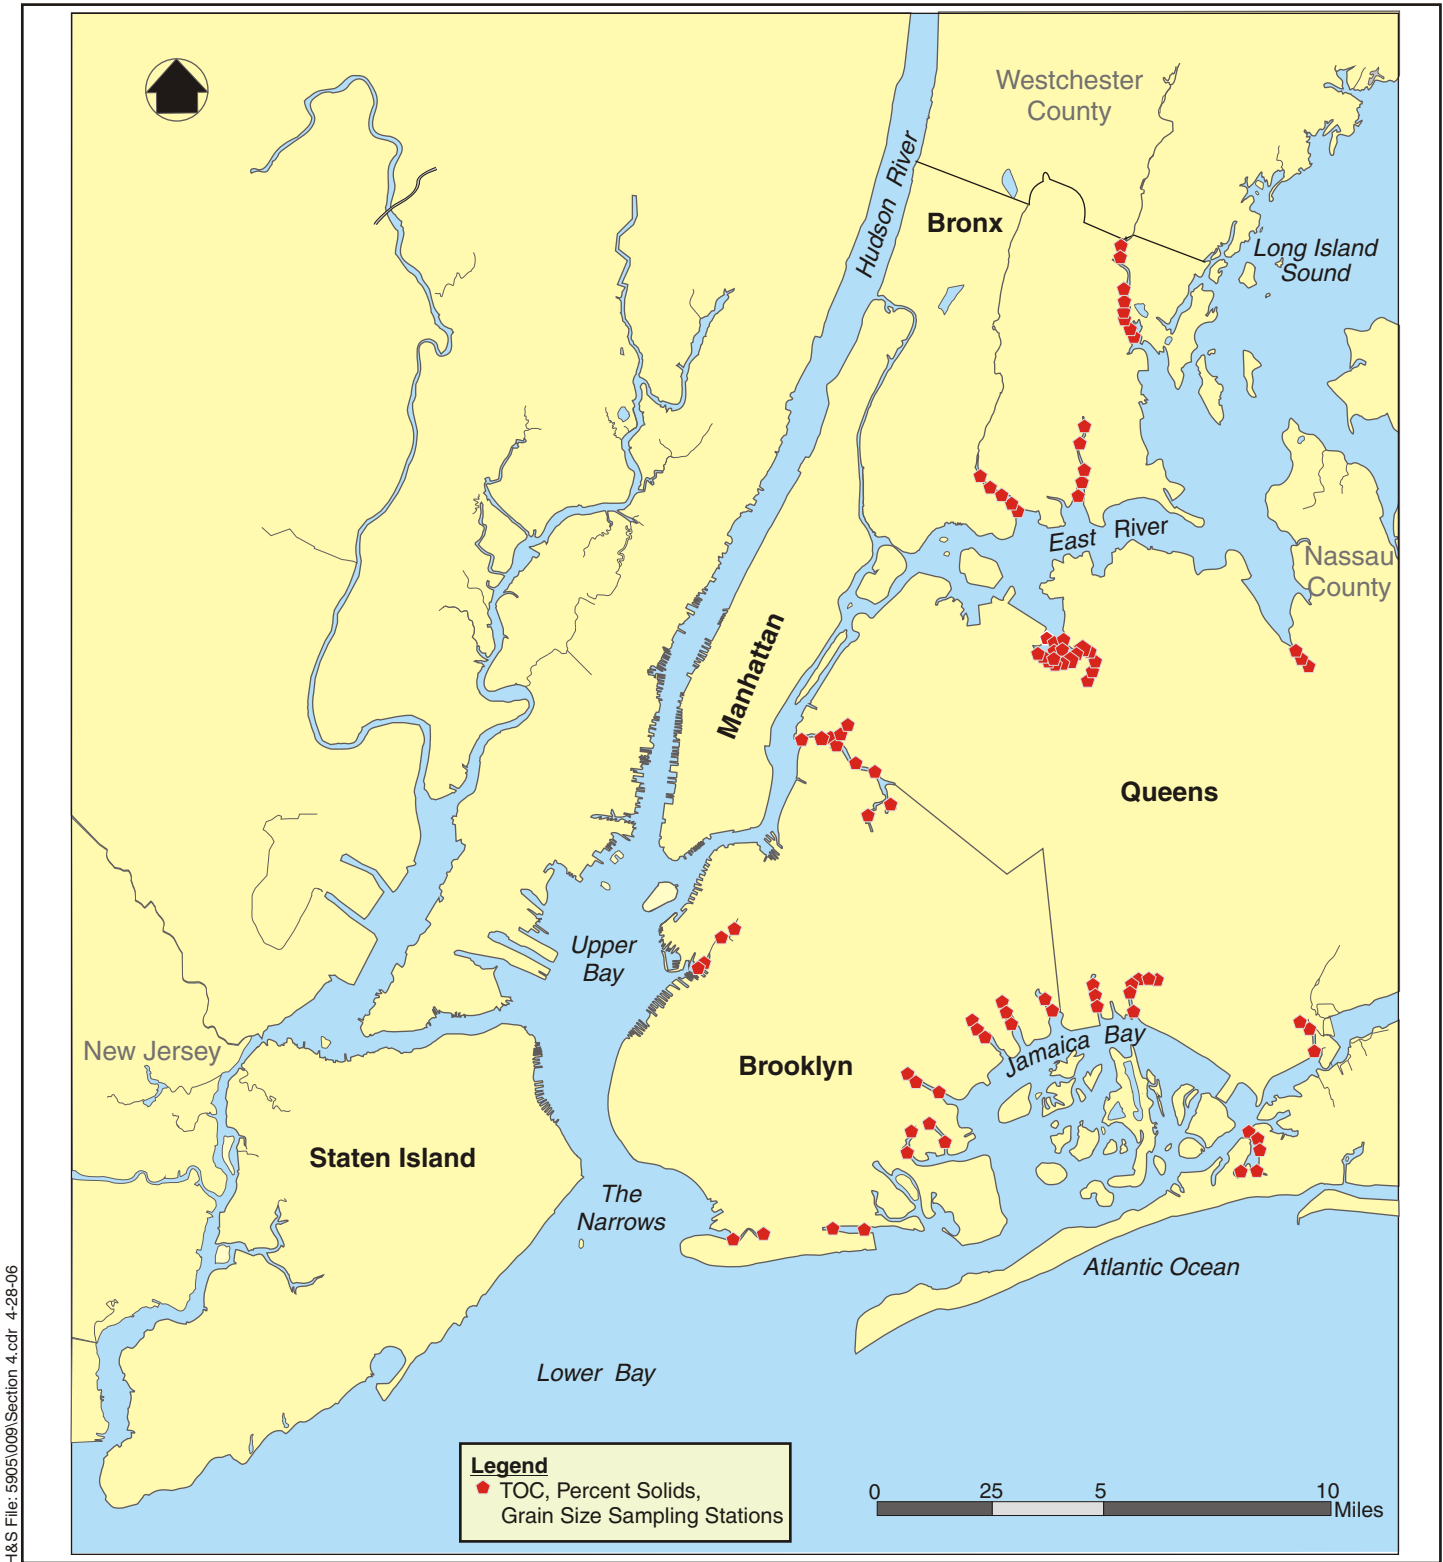 Westchester
County
Hudson River
Bronx
Long Island
Sound
East River
Nassau
County
Manhattan
Queens
Upper
Bay
New Jersey
Jamaica Bay
Brooklyn
Staten Island
The
Narrows
Atlantic Ocean
Lower Bay
Legend
TOC, Percent Solids,
Grain Size Sampling Stations
0 25 5 10
Miles
H&S File: 5905\009\Section 4.cdr 4-28-06